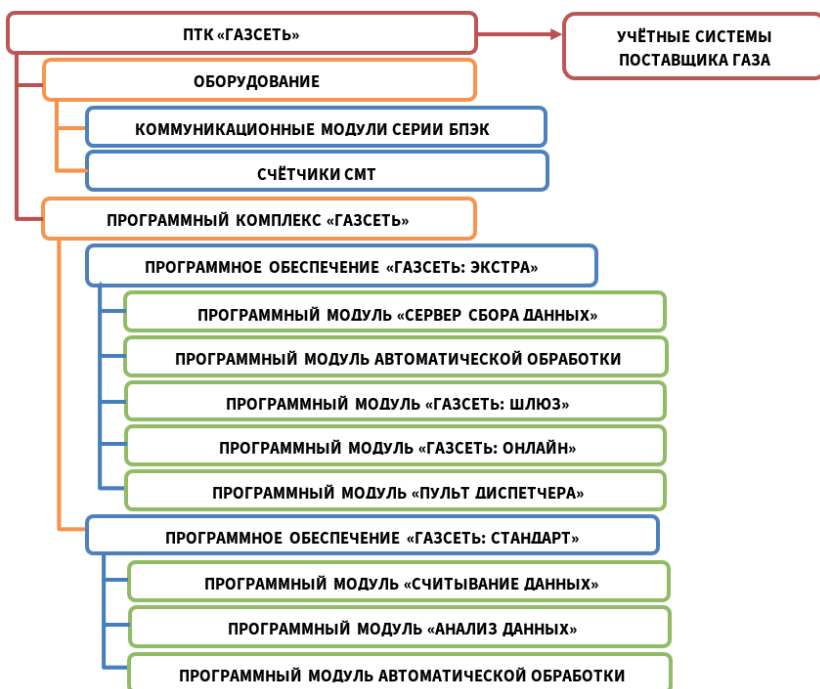 ПТК «ГАЗСЕТЬ»
УЧЁТНЫЕ СИСТЕМЫ
ПОСТАВЩИКА ГАЗА
ОБОРУДОВАНИЕ
КОММУНИКАЦИОННЫЕ МОДУЛИ СЕРИИ БПЭК
СЧЁТЧИКИ СМТ
ПРОГРАММНЫЙ КОМПЛЕКС «ГАЗСЕТЬ»
ПРОГРАММНОЕ ОБЕСПЕЧЕНИЕ «ГАЗСЕТЬ: ЭКСТРА»
ПРОГРАММНЫЙ МОДУЛЬ «СЕРВЕР СБОРА ДАННЫХ»
ПРОГРАММНЫЙ МОДУЛЬ АВТОМАТИЧЕСКОЙ ОБРАБОТКИ
ПРОГРАММНЫЙ МОДУЛЬ «ГАЗСЕТЬ: ШЛЮЗ»
ПРОГРАММНЫЙ МОДУЛЬ «ГАЗСЕТЬ: ОНЛАЙН»
ПРОГРАММНЫЙ МОДУЛЬ «ПУЛЬТ ДИСПЕТЧЕРА»
ПРОГРАММНОЕ ОБЕСПЕЧЕНИЕ «ГАЗСЕТЬ: СТАНДАРТ»
ПРОГРАММНЫЙ МОДУЛЬ «СЧИТЫВАНИЕ ДАННЫХ»
ПРОГРАММНЫЙ МОДУЛЬ «АНАЛИЗ ДАННЫХ»
ПРОГРАММНЫЙ МОДУЛЬ АВТОМАТИЧЕСКОЙ ОБРАБОТКИ